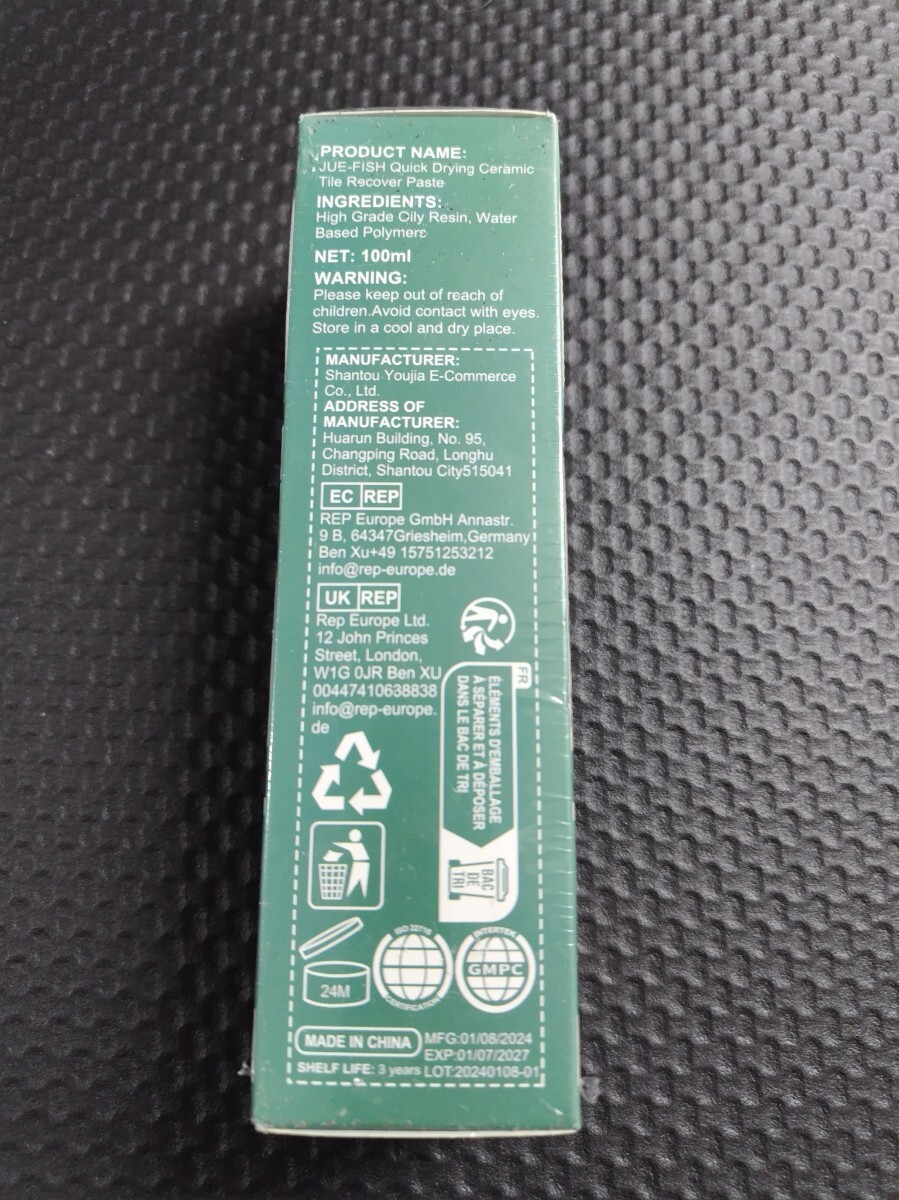 PRODUCT NAME:
JUE-FISH Quick Drying Ceramic
Tile Recover Paste
INGREDIENTS:
High Grade Oily Resin, Water
Based Polymers
NET: 100ml
WARNING:
Please keep out of reach of
children.Avoid contact with eyes.
Store in a cool and dry place.
MANUFACTURER:
Shantou Youjia E-Commerce
Co., Ltd.
ADDRESS OF
MANUFACTURER:
Huarun Building, No. 95,
Changping Road, Longhu
District, Shantou City515041
EC REP
REP Europe GmbH Annastr.
9 B, 64347Griesheim,Germany
Ben Xu+49 15751253212
info@rep-europe.de
UK REP
Rep Europe Ltd.
12 John Princes
Street, London,
W1G 0JR Ben XU
00447410638838
info@rep-europe.
de
FR
ÉLÉMENTS D'EMBALLAGE
À SÉPARER ET À DÉPOSER
DANS LE BAC DE TRI
BAC
DE
TRI
24M
ISO 22716
CERTIFICATION
INTERTEK
GMPC
MADE IN CHINA
MFG:01/08/2024
EXP:01/07/2027
SHELF LIFE: 3 years LOT:20240108-01